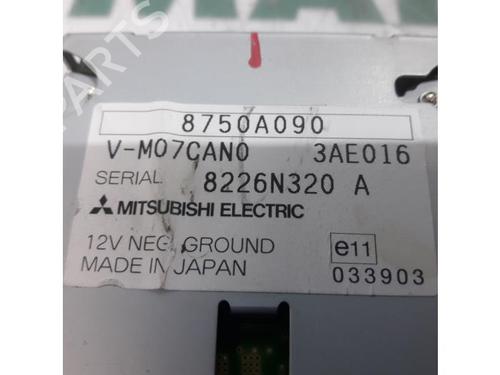 8750A090
V-M07CAN0 3AE016
SERIAL 8226N320 A
MITSUBISHI ELECTRIC
12V NEG. GROUND e11
MADE IN JAPAN 033903